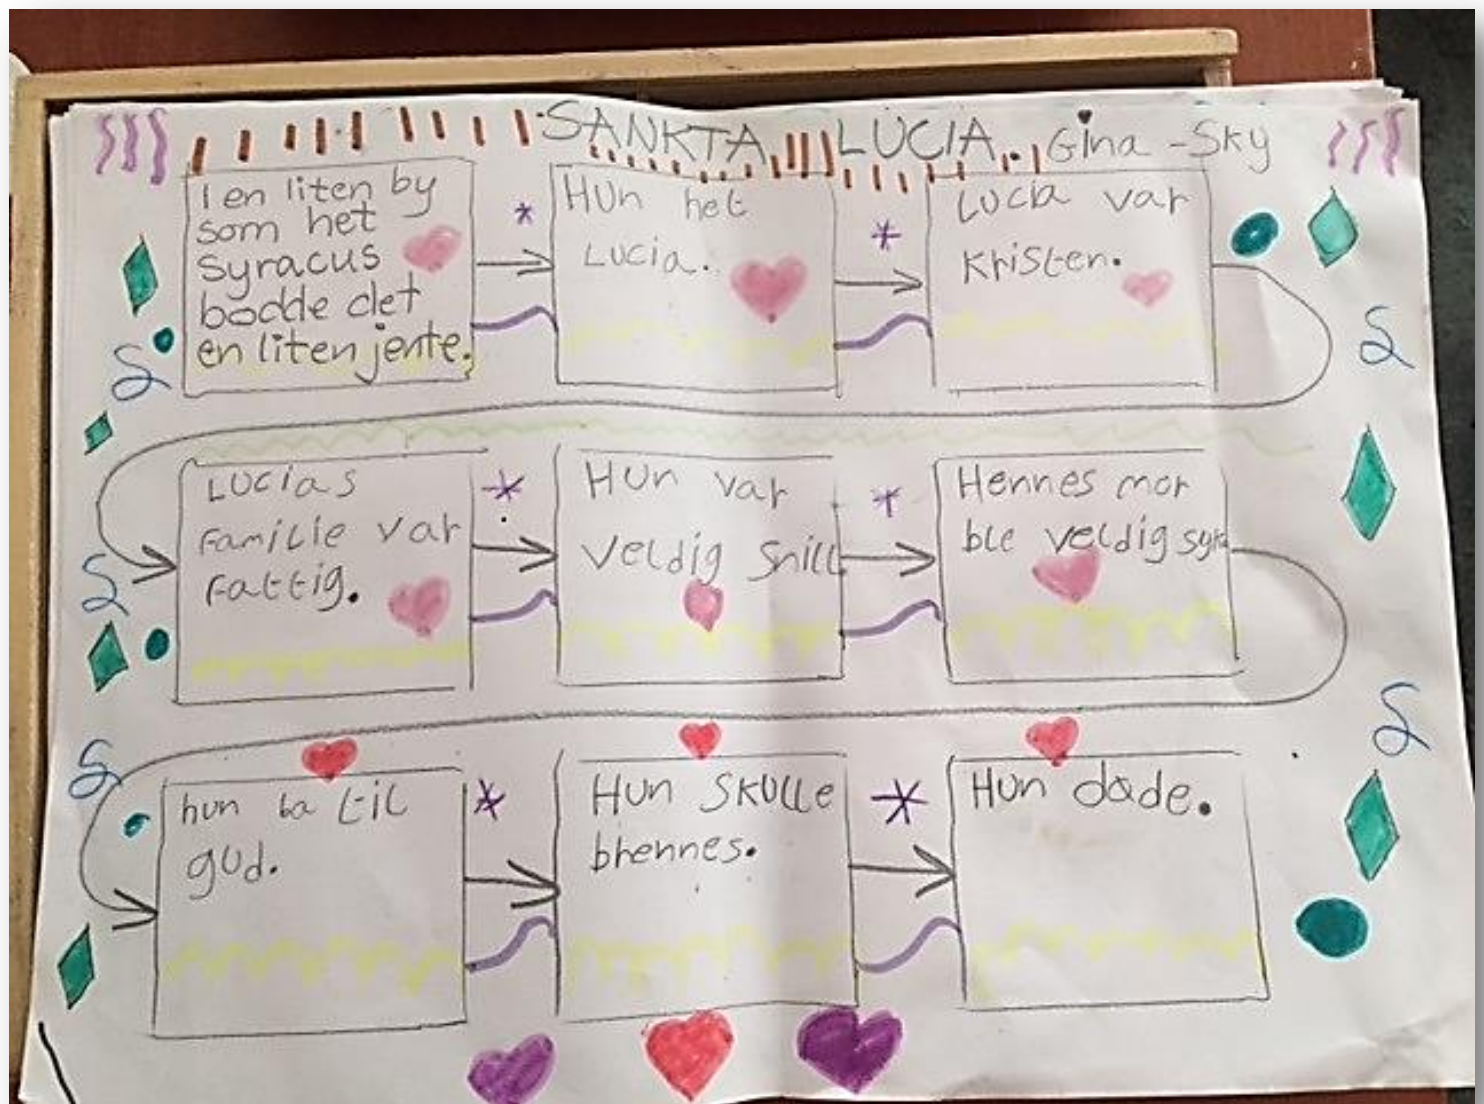 SANKTA LUCIA. Gina-Sky
I en liten by
som het
syracus
bodde det
en liten jente.
HUn het
Lucia.
Lucia var
Kristen.
LUcias
Familie var
Fattig.
HUn var
veldig snill
Hennes mor
ble veldig syk
hun ba til
gud.
HUn SKUlle
brennes.
HUn døde.